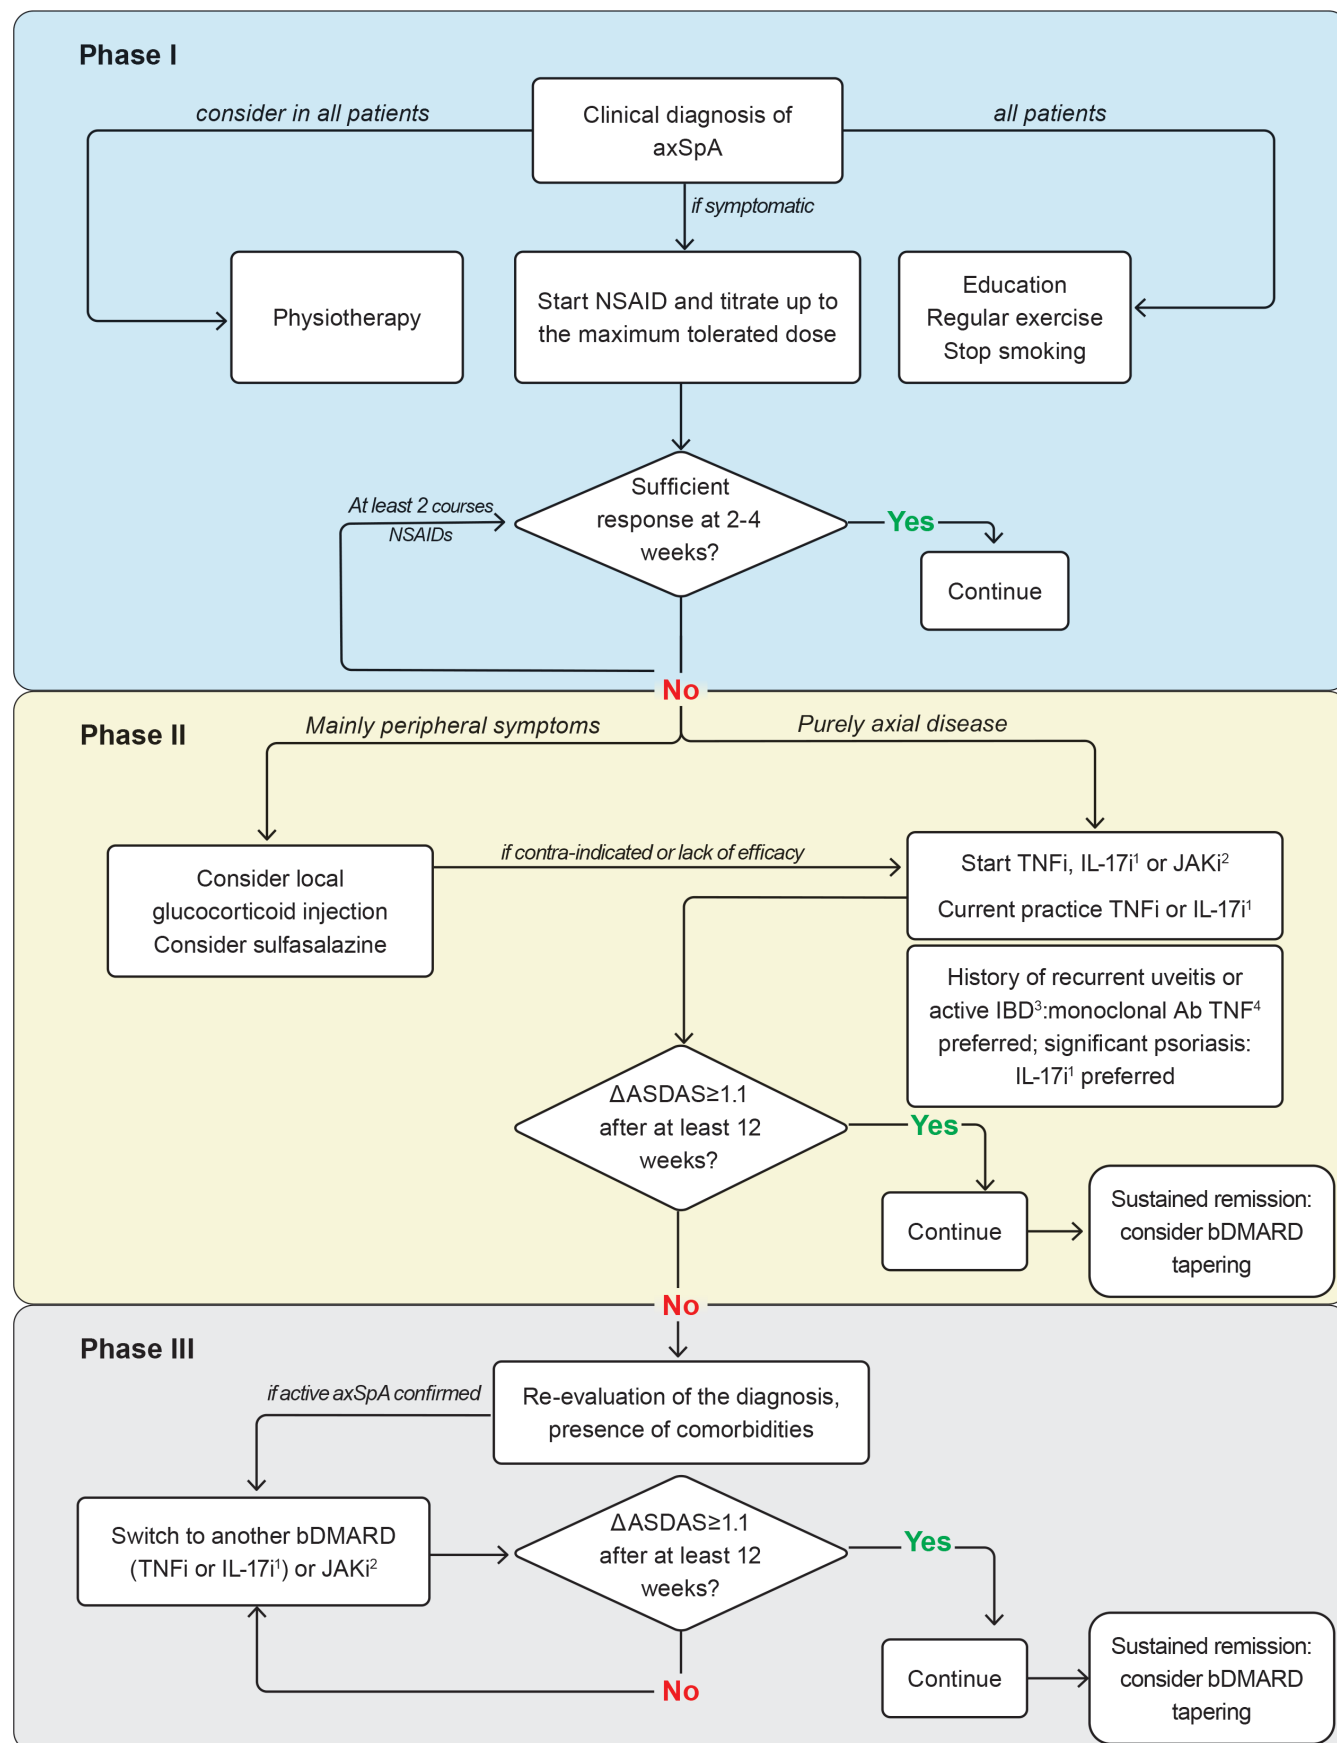 Phase I
consider in all patients
Clinical diagnosis of
axSpA
all patients
if symptomatic
Physiotherapy
Start NSAID and titrate up to
the maximum tolerated dose
Education
Regular exercise
Stop smoking
At least 2 courses
NSAIDs
Sufficient
response at 2-4
weeks?
Yes
Continue
No
Phase II
Mainly peripheral symptoms
Purely axial disease
Consider local
glucocorticoid injection
Consider sulfasalazine
if contra-indicated or lack of efficacy
Start TNFi, IL-17i¹ or JAKi²
Current practice TNFi or IL-17i¹
History of recurrent uveitis or
active IBD³:monoclonal Ab TNF⁴
preferred; significant psoriasis:
IL-17i¹ preferred
ΔASDAS≥1.1
after at least 12
weeks?
Yes
Continue
Sustained remission:
consider bDMARD
tapering
No
Phase III
if active axSpA confirmed
Re-evaluation of the diagnosis,
presence of comorbidities
Switch to another bDMARD
(TNFi or IL-17i¹) or JAKi²
ΔASDAS≥1.1
after at least 12
weeks?
Yes
Continue
Sustained remission:
consider bDMARD
tapering
No